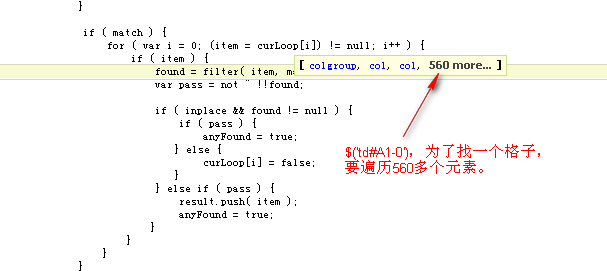 }
if ( match ) {
for ( var i = 0; (item = curLoop[i]) != null; i++ ) {
if ( item ) {
[ colgroup, col, col, 560 more... ]
found = filter( item, m
var pass = not ^ !!found;
if ( inplace && found != null ) {
if ( pass ) {
anyFound = true;
} else {
curLoop[i] = false;
}
} else if ( pass ) {
result.push( item );
anyFound = true;
}
}
}
}
$('td#A1-0')，为了找一个格子，
要遍历560多个元素。